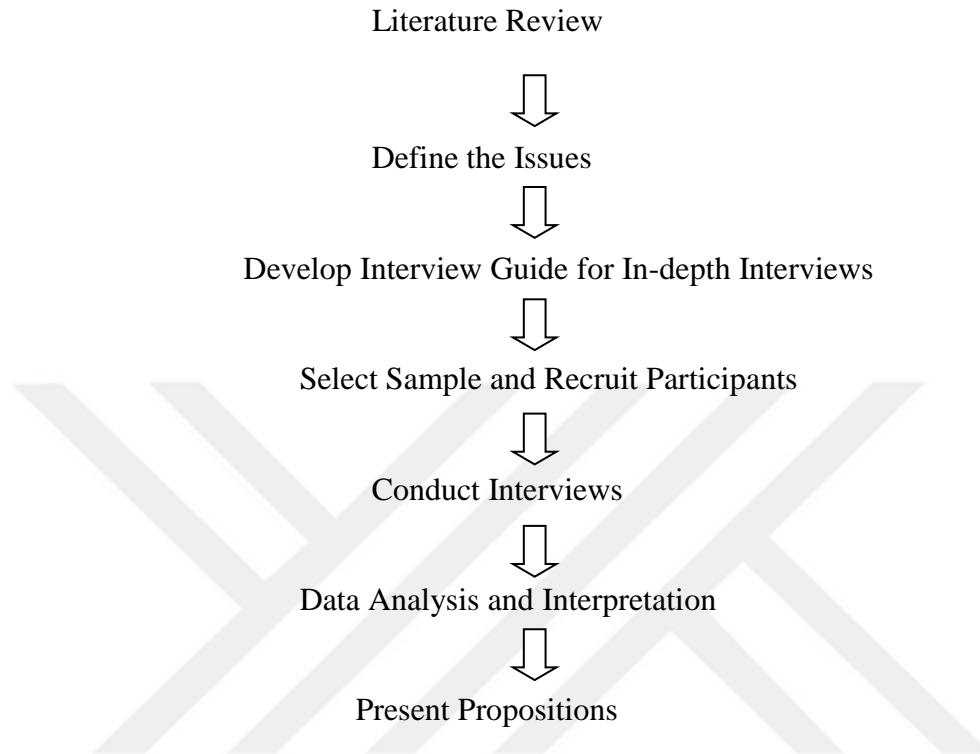 Literature Review
Define the Issues
Develop Interview Guide for In-depth Interviews
Select Sample and Recruit Participants
Conduct Interviews
Data Analysis and Interpretation
Present Propositions